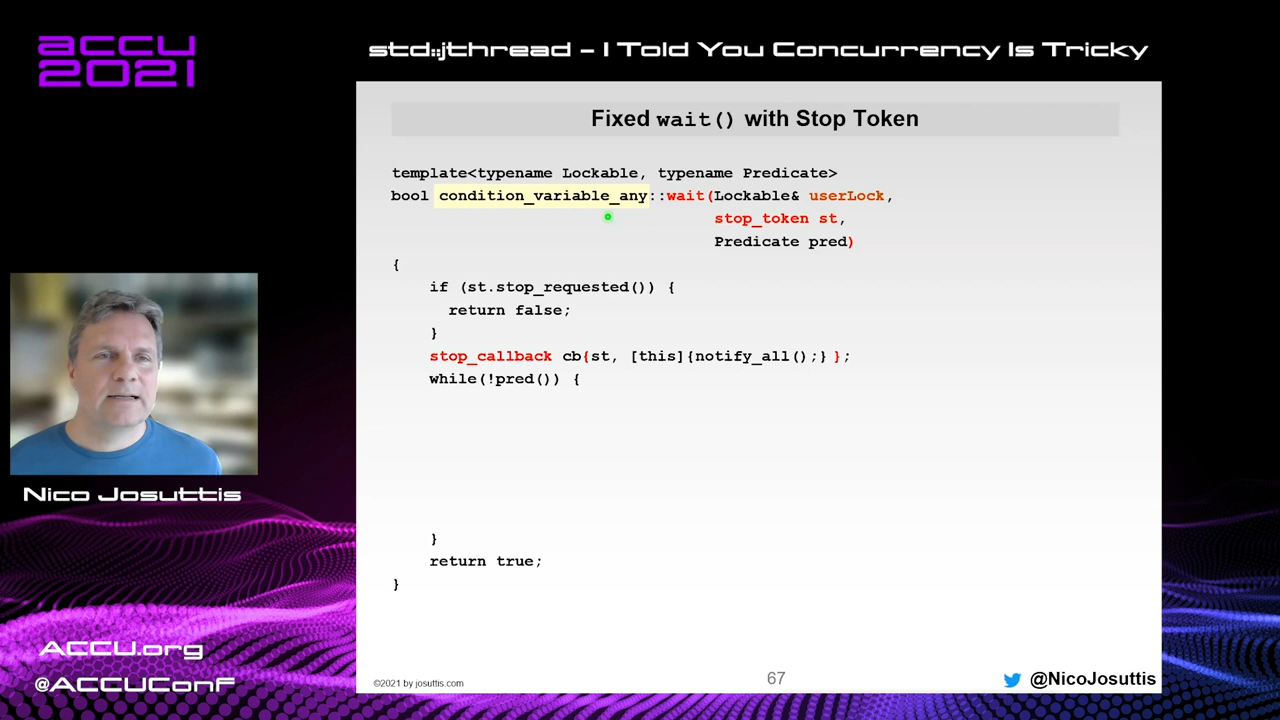 accu
2021
std::jthread – I Told You Concurrency Is Tricky
Fixed wait() with Stop Token
template<typename Lockable, typename Predicate>
bool condition_variable_any::wait(Lockable& userLock,
stop_token st,
Predicate pred)
{
if (st.stop_requested()) {
return false;
}
stop_callback cb{st, [this]{notify_all();} };
while(!pred()) {
}
return true;
}
Nico Josuttis
ACCU.org
@ACCUConf
©2021 by josuttis.com
67
@NicoJosuttis